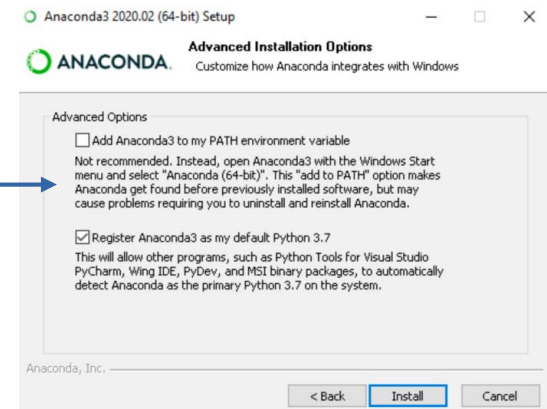 Anaconda3 2020.02 (64-bit) Setup
ANACONDA.
Advanced Installation Options
Customize how Anaconda integrates with Windows
Advanced Options
Add Anaconda3 to my PATH environment variable
Not recommended. Instead, open Anaconda3 with the Windows Start
menu and select "Anaconda (64-bit)". This "add to PATH" option makes
Anaconda get found before previously installed software, but may
cause problems requiring you to uninstall and reinstall Anaconda.
Register Anaconda3 as my default Python 3.7
This will allow other programs, such as Python Tools for Visual Studio
PyCharm, Wing IDE, PyDev, and MSI binary packages, to automatically
detect Anaconda as the primary Python 3.7 on the system.
Anaconda, Inc.
< Back
Install
Cancel